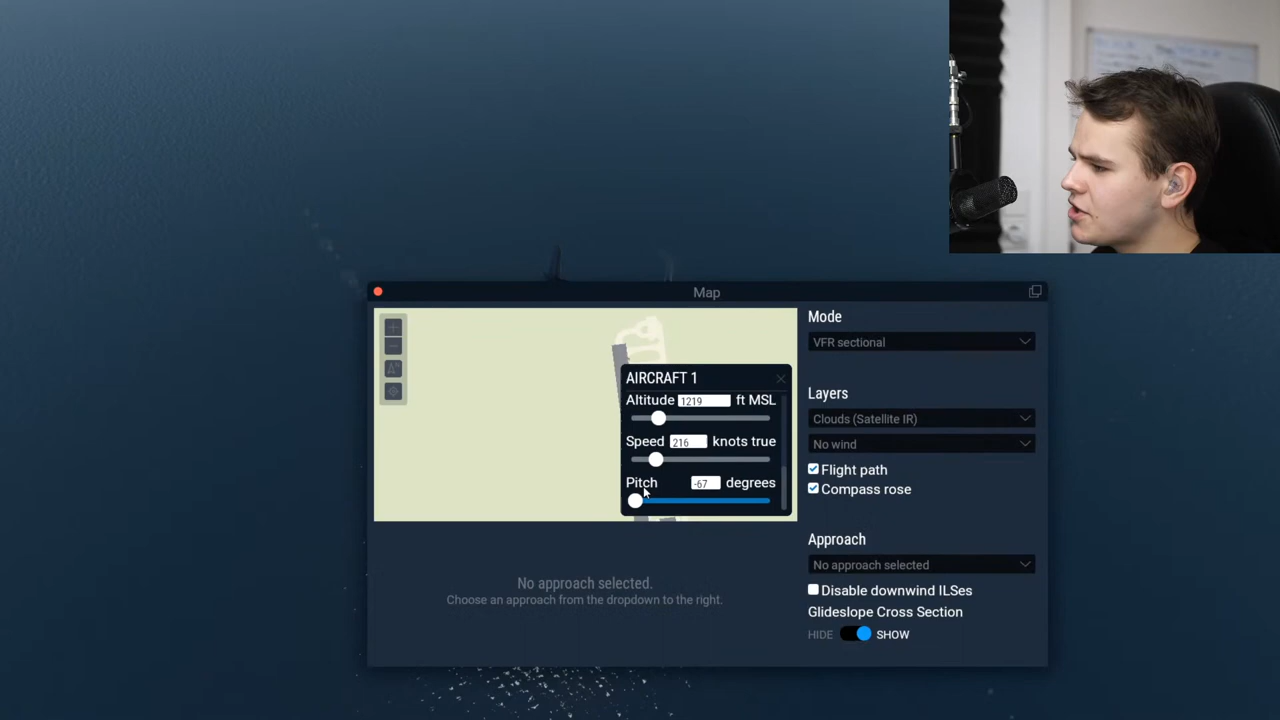 Map
Mode
VFR sectional
AIRCRAFT 1
Altitude 1219 ft MSL
Speed 216 knots true
Pitch -67 degrees
Layers
Clouds (Satellite IR)
No wind
Flight path
Compass rose
Approach
No approach selected
Disable downwind ILSes
Glideslope Cross Section
HIDE SHOW
No approach selected.
Choose an approach from the dropdown to the right.